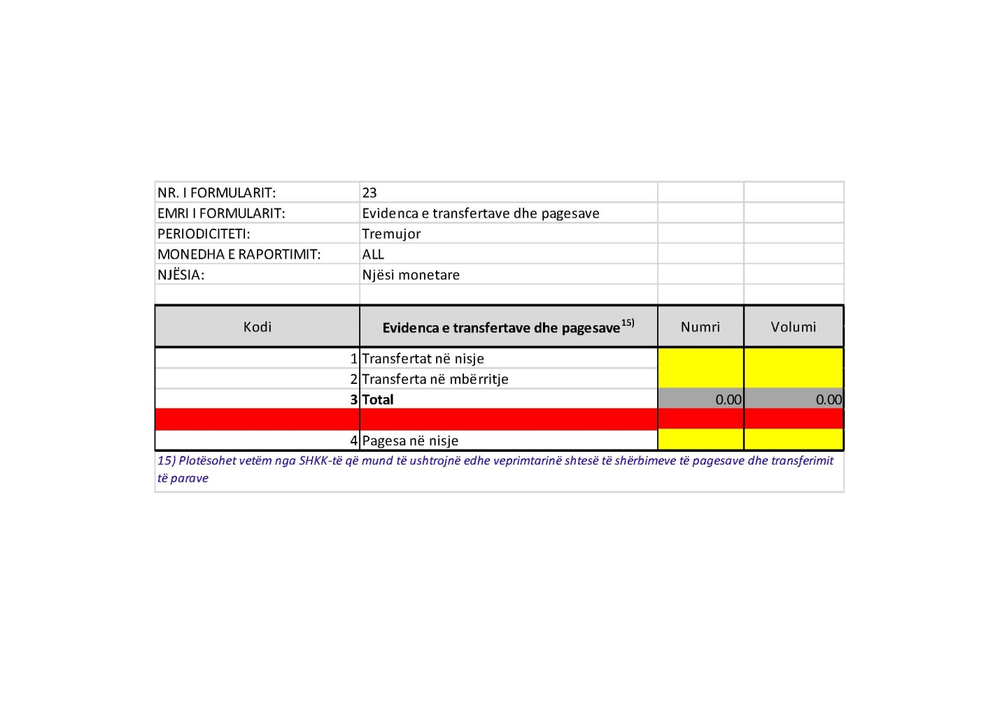 NR. I FORMULARIT: 23
EMRI I FORMULARIT: Evidenca e transfertave dhe pagesave
PERIODICITETI: Tremujor
MONEDHA E RAPORTIMIT: ALL
NJËSIA: Njësi monetare
Kodi Evidenca e transfertave dhe pagesave15) Numri Volumi
1 Transfertat në nisje
2 Transferta në mbërritje
3 Total 0.00 0.00
4 Pagesa në nisje
15) Plotësohet vetëm nga SHKK-të që mund të ushtrojnë edhe veprimtarinë shtesë të shërbimeve të pagesave dhe transferimit
të parave